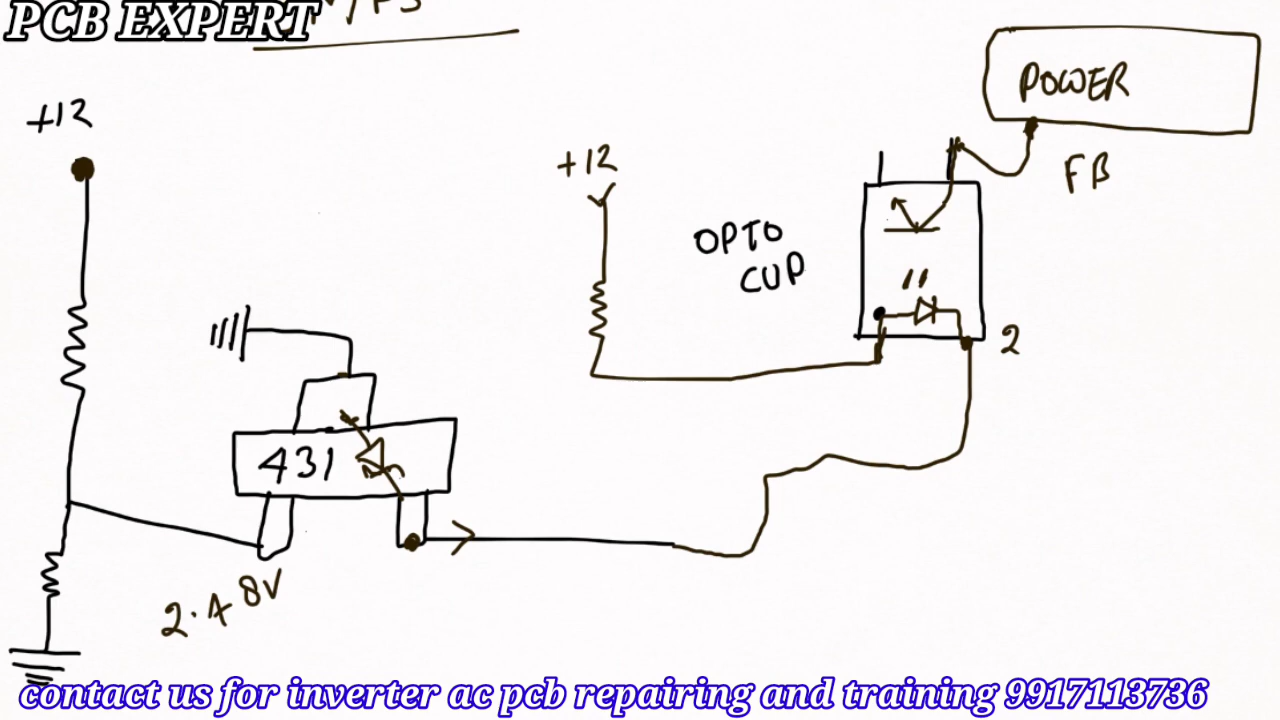 PCB EXPERT
+12
+12
POWER
FB
OPTO
CUP
2
431
2.48V
contact us for inverter ac pcb repairing and training 9917113736